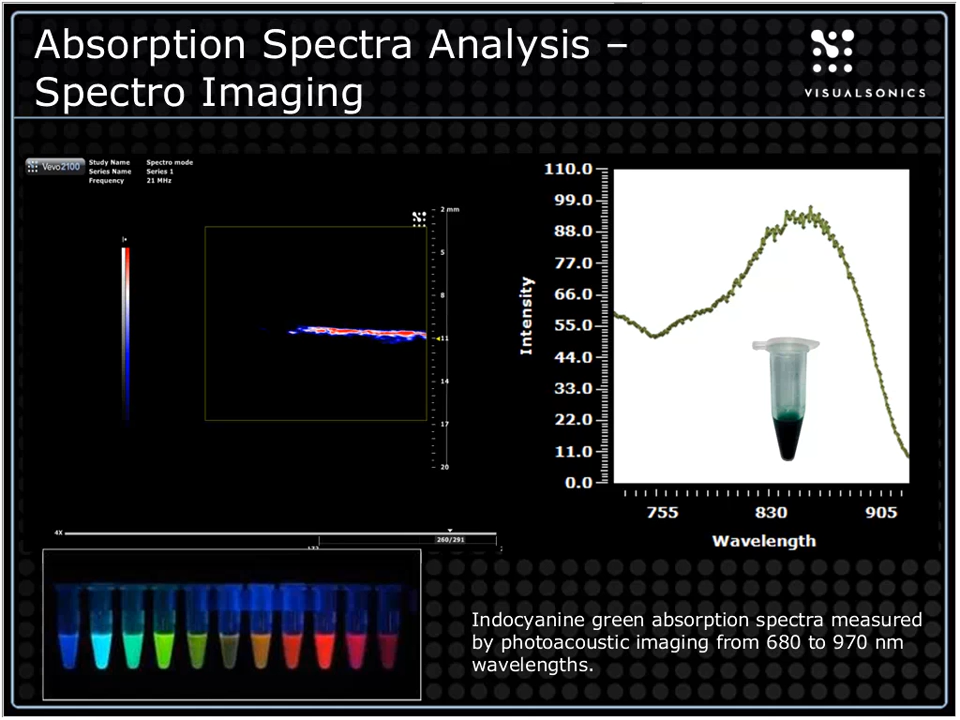 Absorption Spectra Analysis –
Spectro Imaging
VISUALSONICS
Vevo2100
Study Name Spectro mode
Series Name Series 1
Frequency 21 MHz
2 mm
5
8
11
14
17
20
4X
260/291
110.0
99.0
88.0
77.0
66.0
55.0
44.0
33.0
22.0
11.0
0.0
Intensity
755 830 905
Wavelength
Indocyanine green absorption spectra measured
by photoacoustic imaging from 680 to 970 nm
wavelengths.